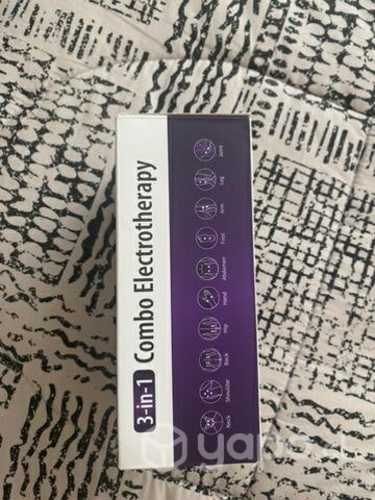 3-in-1 Combo Electrotherapy
Neck
Shoulder
Back
Hip
Hand
Abdomen
Foot
Arm
Leg
Joint